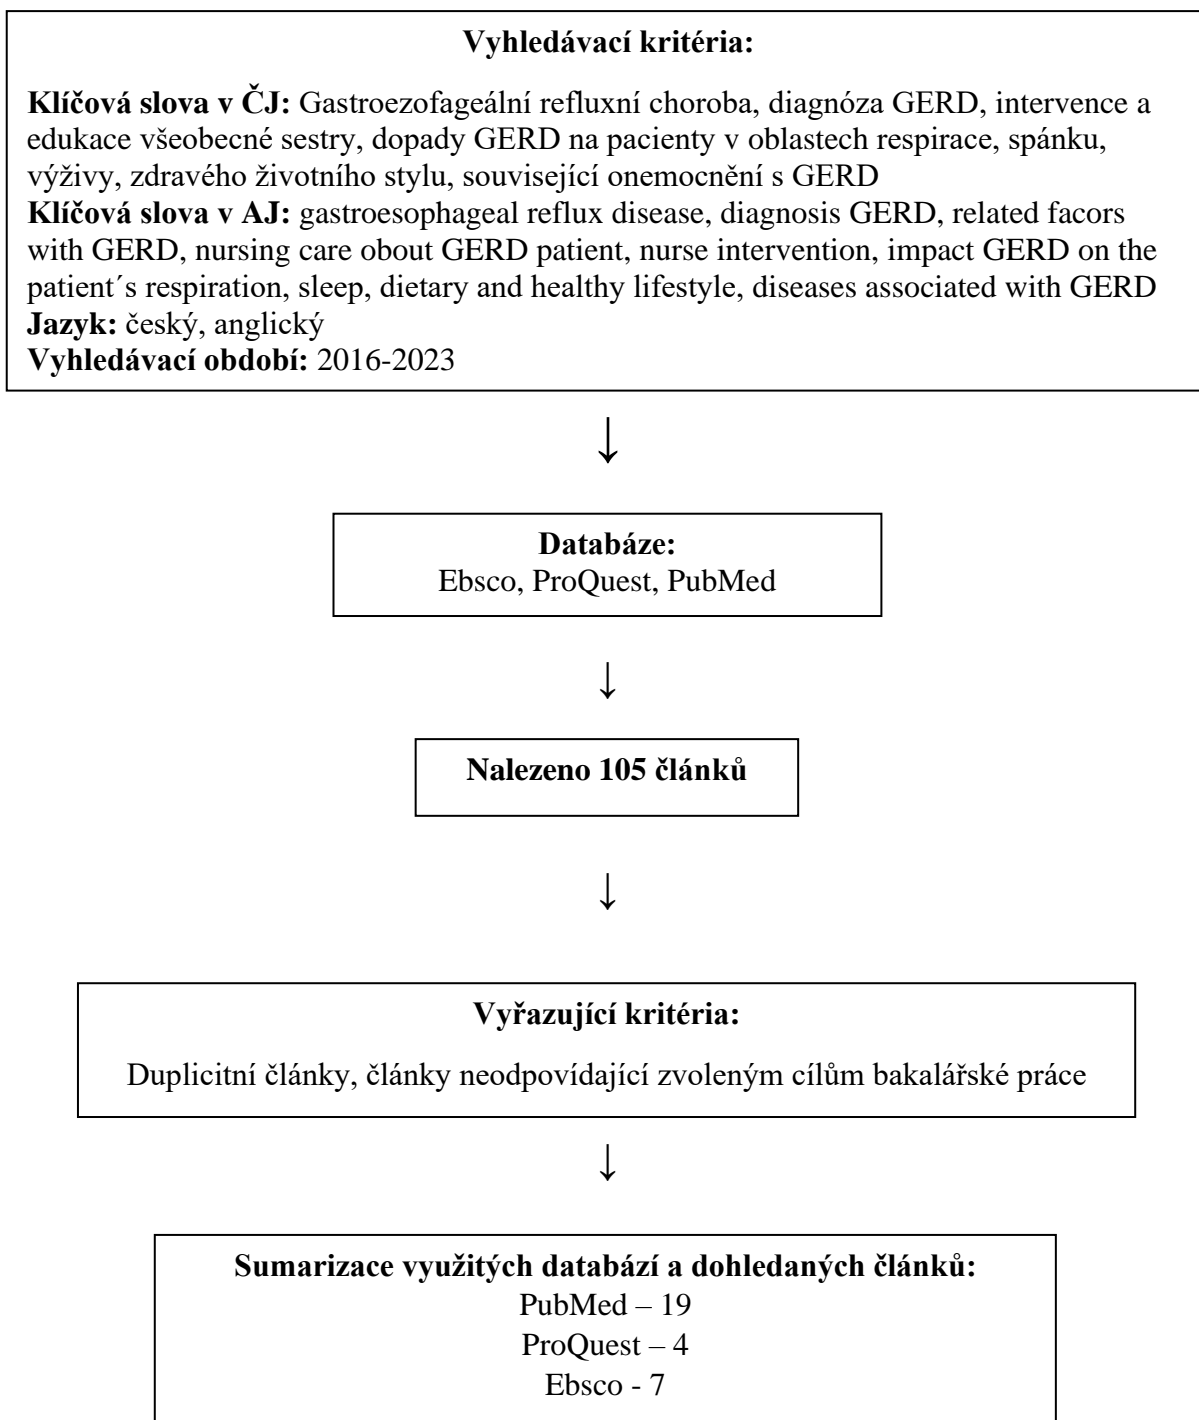 Vyhledávací kritéria:
Klíčová slova v ČJ: Gastroezofageální refluxní choroba, diagnóza GERD, intervence a
edukace všeobecné sestry, dopady GERD na pacienty v oblastech respirace, spánku,
výživy, zdravého životního stylu, související onemocnění s GERD
Klíčová slova v AJ: gastroesophageal reflux disease, diagnosis GERD, related facors
with GERD, nursing care obout GERD patient, nurse intervention, impact GERD on the
patient´s respiration, sleep, dietary and healthy lifestyle, diseases associated with GERD
Jazyk: český, anglický
Vyhledávací období: 2016-2023
↓
Databáze:
Ebsco, ProQuest, PubMed
↓
Nalezeno 105 článků
↓
Vyřazující kritéria:
Duplicitní články, články neodpovídající zvoleným cílům bakalářské práce
↓
Sumarizace využitých databází a dohledaných článků:
PubMed – 19
ProQuest – 4
Ebsco - 7